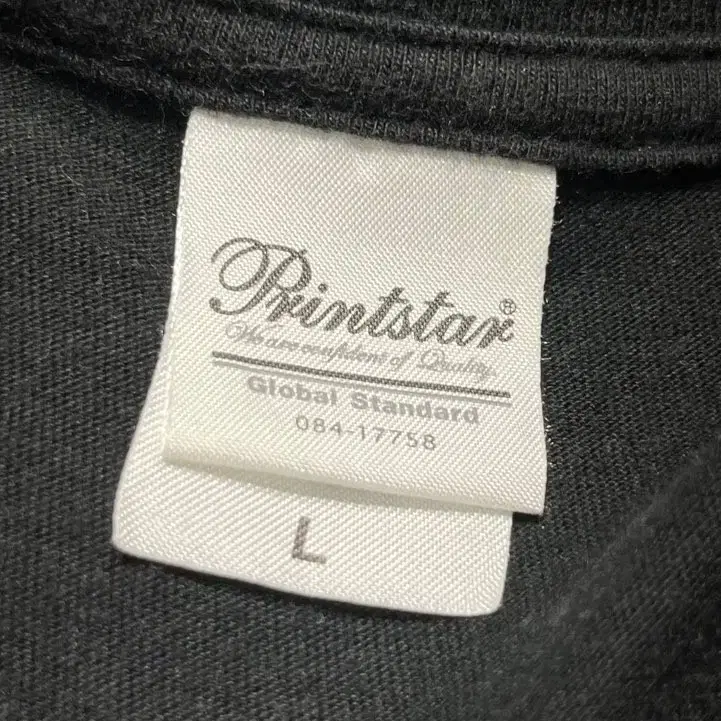 Printstar®
We are confident of Quality.
Global Standard
084-17758
L